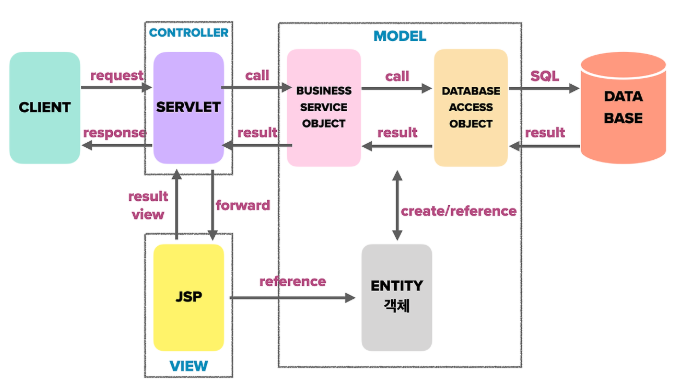 CONTROLLER
MODEL
request
call
call
SQL
CLIENT
SERVLET
BUSINESS
SERVICE
OBJECT
DATABASE
ACCESS
OBJECT
DATA
BASE
response
result
result
result
result
view
forward
create/reference
JSP
reference
ENTITY
객체
VIEW